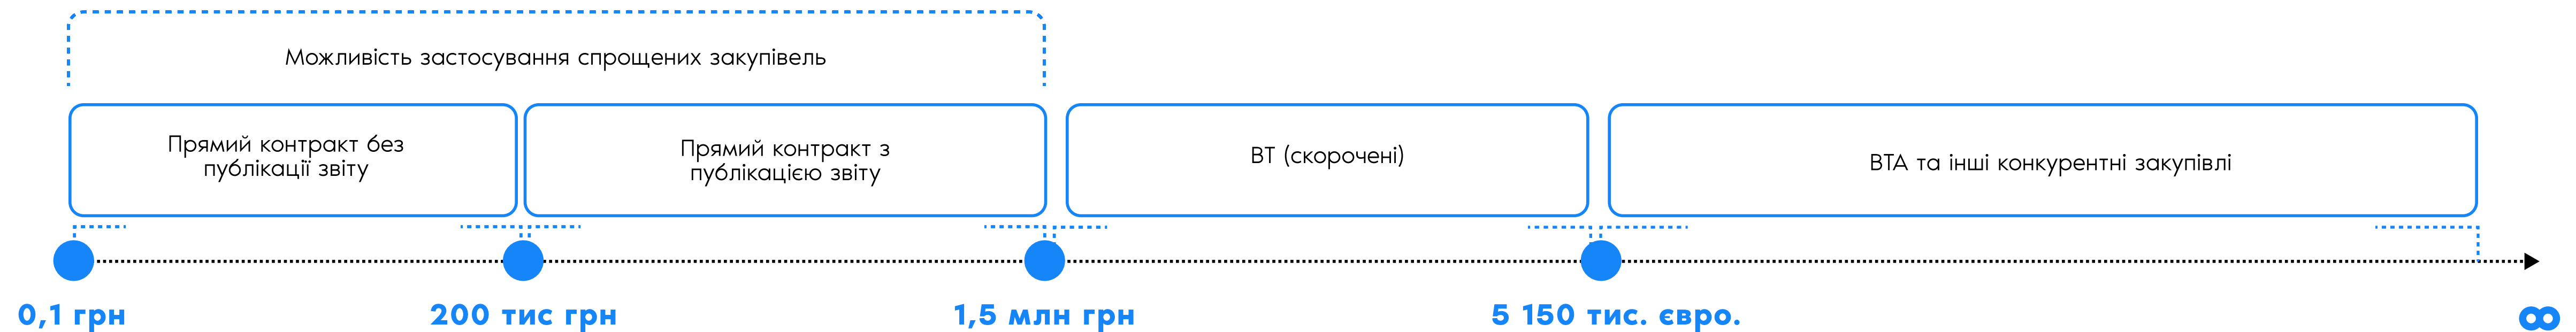 Можливість застосування спрощених закупівель
Прямий контракт без
публікації звіту
Прямий контракт з
публікацією звіту
ВТ (скорочені)
ВТА та інші конкурентні закупівлі
0,1 грн
200 тис грн
1,5 млн грн
5 150 тис. євро.
∞